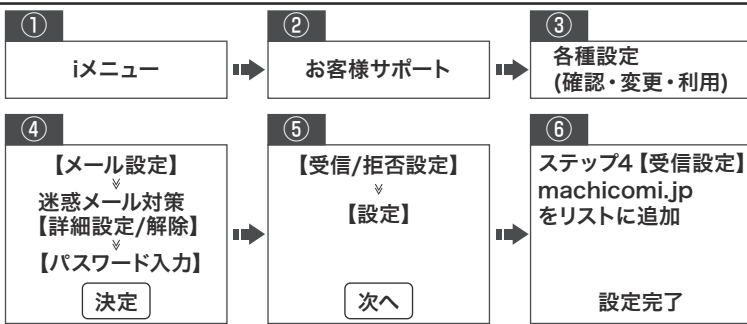 ①
iメニュー
②
お客様サポート
③
各種設定
(確認・変更・利用)
④
【メール設定】
迷惑メール対策
【詳細設定/解除】
【パスワード入力】
決定
⑤
【受信/拒否設定】
【設定】
次へ
⑥
ステップ4【受信設定】
machicomi.jp
をリストに追加
設定完了